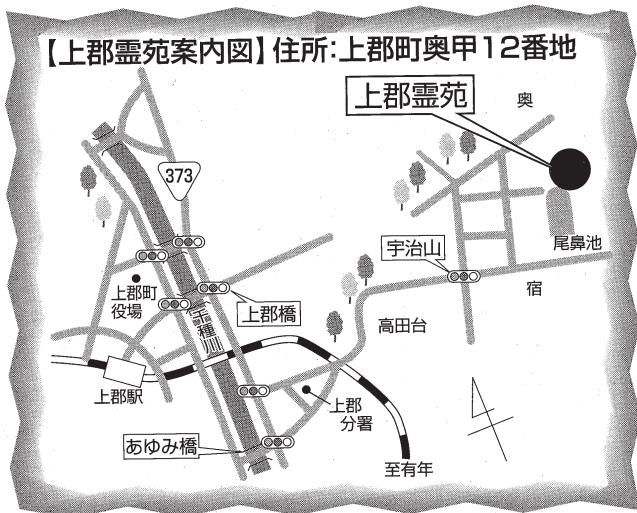 【上郡霊苑案内図】住所:上郡町奥甲12番地
上郡霊苑
奥
373
尾鼻池
宇治山
宿
上郡町
役場
上郡橋
千種川
高田台
上郡駅
上郡
分署
あゆみ橋
至有年
4